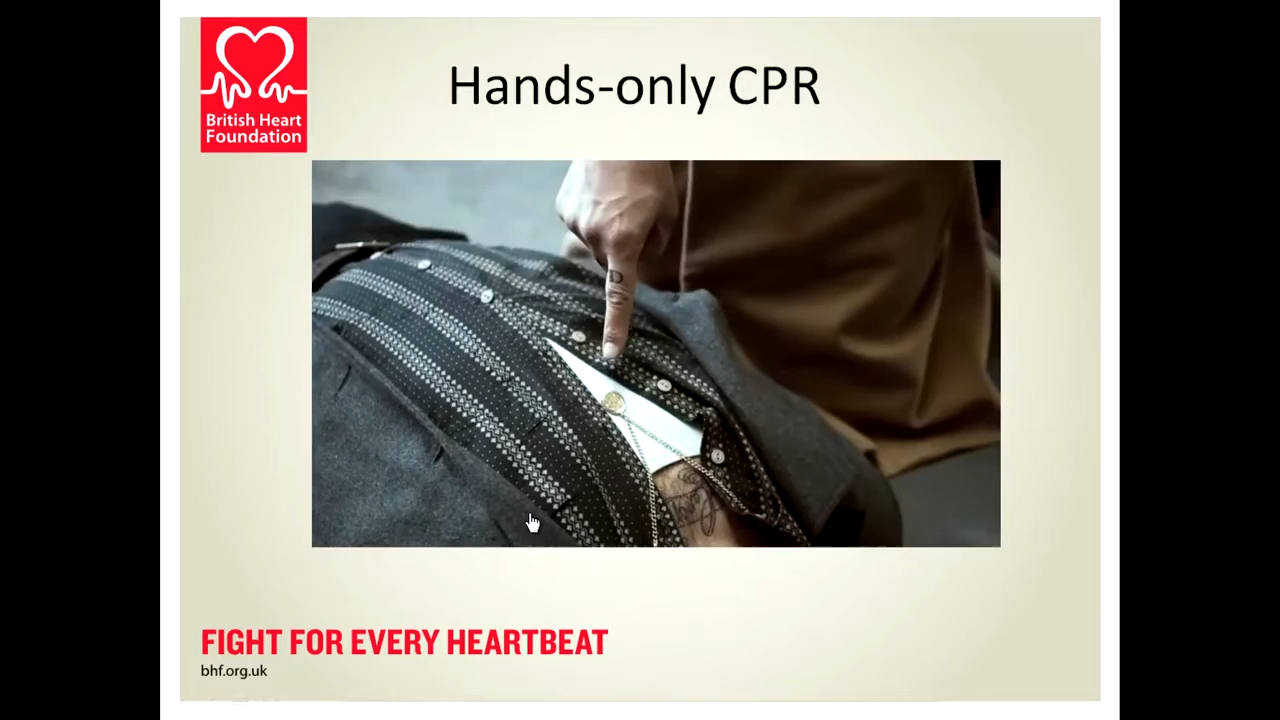 British Heart
Foundation
Hands-only CPR
FIGHT FOR EVERY HEARTBEAT
bhf.org.uk